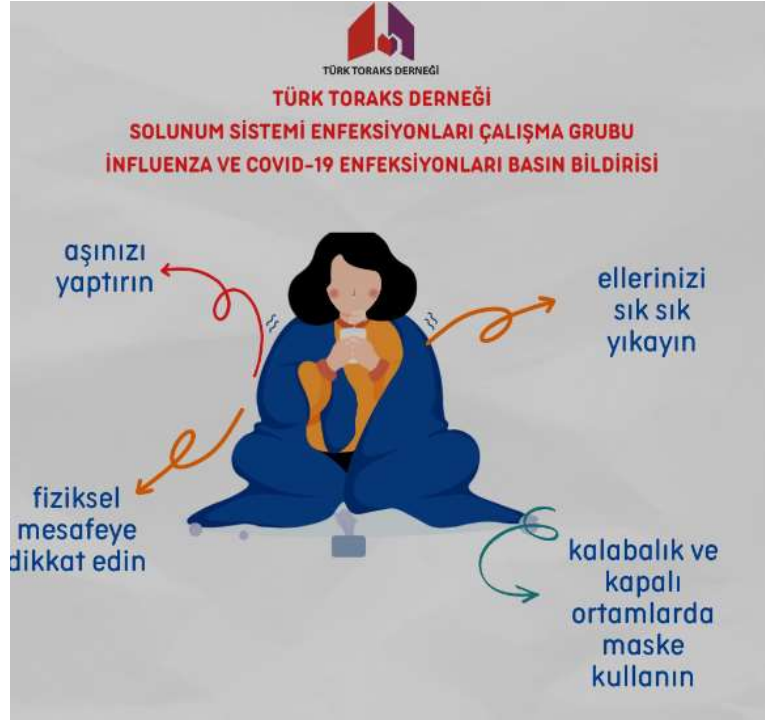 TÜRK TORAKS DERNEĞİ
TÜRK TORAKS DERNEĞİ
SOLUNUM SİSTEMİ ENFEKSİYONLARI ÇALIŞMA GRUBU
İNFLUENZA VE COVID-19 ENFEKSİYONLARI BASIN BİLDİRİSİ
aşınızı
yaptırın
ellerinizi
sık sık
yıkayın
fiziksel
mesafeye
dikkat edin
kalabalık ve
kapalı
ortamlarda
maske
kullanın